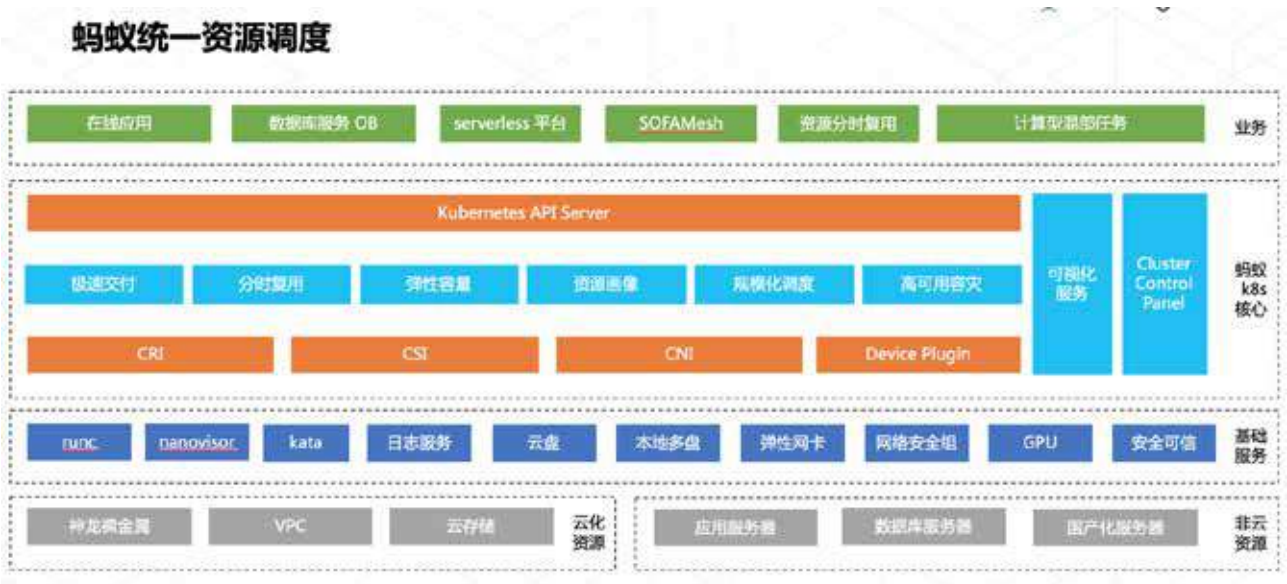 蚂蚁统一资源调度
在线应用
数据库服务 OB
serverless 平台
SOFAMesh
资源分时复用
计算型混部任务
业务
Kubernetes API Server
极速交付
分时复用
弹性容量
资源画像
规模化调度
高可用容灾
可视化
服务
Cluster
Control
Panel
蚂蚁
k8s
核心
CRI
CSI
CNI
Device Plugin
runc
nanovisor
kata
日志服务
云盘
本地多盘
弹性网卡
网络安全组
GPU
安全可信
基础
服务
神龙裸金属
VPC
云存储
云化
资源
应用服务器
数据库服务器
国产化服务器
非云
资源